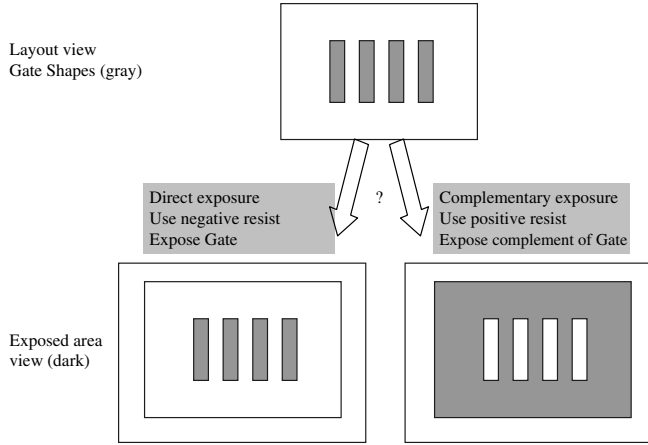 Layout view
Gate Shapes (gray)
Direct exposure
Use negative resist
Expose Gate
?
Complementary exposure
Use positive resist
Expose complement of Gate
Exposed area
view (dark)